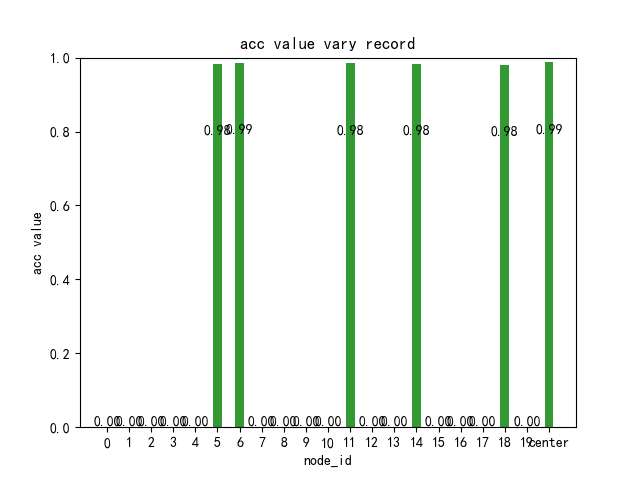 acc value vary record
1.0
0.8
0.6
0.4
0.2
0.0
acc value
0.98 0.99 0.98 0.98 0.98 0.99
0.00 0.00 0.00 0.00 0.00 0.00 0.00 0.00 0.00 0.00 0.00 0.00 0.00 0.00 0.00
0 1 2 3 4 5 6 7 8 9 10 11 12 13 14 15 16 17 18 19 center
node_id